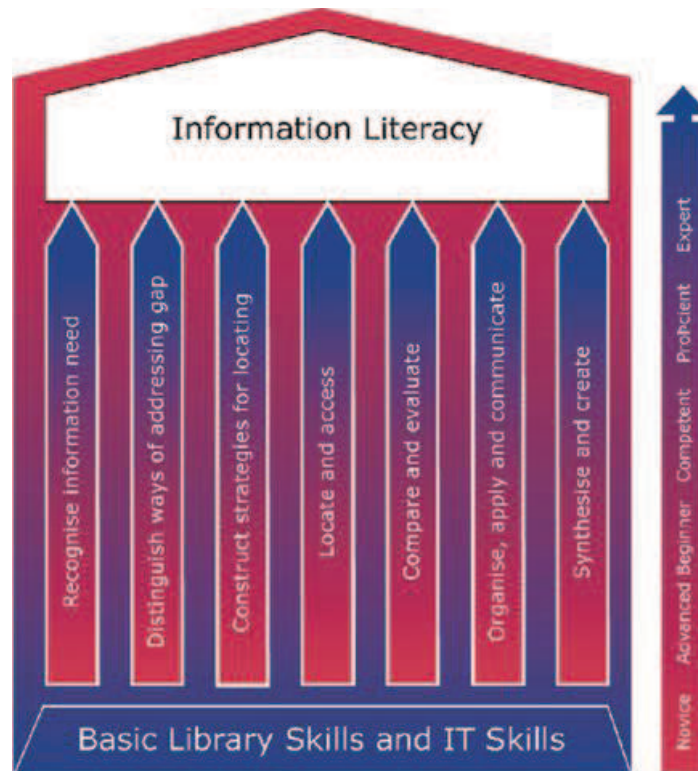 Information Literacy
Recognise information need
Distinguish ways of addressing gap
Construct strategies for locating
Locate and access
Compare and evaluate
Organise, apply and communicate
Synthesise and create
Basic Library Skills and IT Skills
Novice Advanced Beginner Competent Proficient Expert